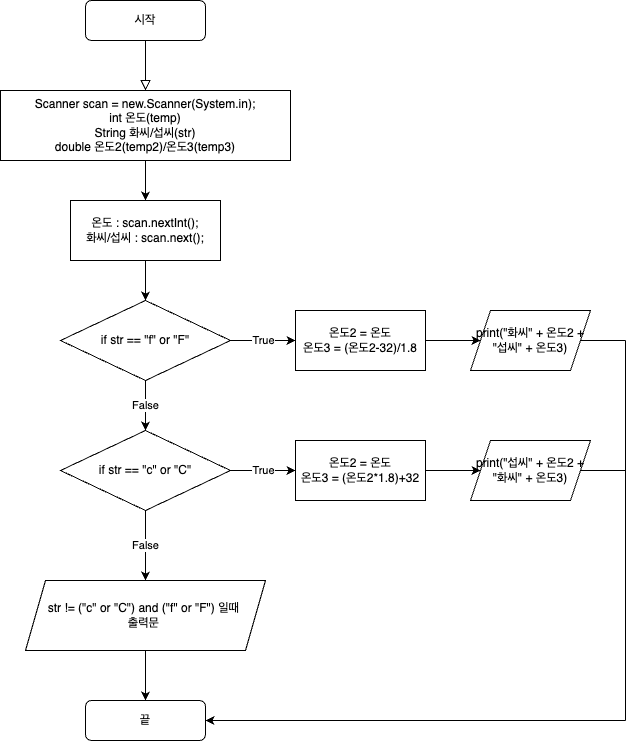 시작
Scanner scan = new.Scanner(System.in);
int 온도(temp)
String 화씨/섭씨(str)
double 온도2(temp2)/온도3(temp3)
온도 : scan.nextInt();
화씨/섭씨 : scan.next();
if str == "f" or "F"
True
온도2 = 온도
온도3 = (온도2-32)/1.8
print("화씨" + 온도2 +
"섭씨" + 온도3)
False
if str == "c" or "C"
True
온도2 = 온도
온도3 = (온도2*1.8)+32
print("섭씨" + 온도2 +
"화씨" + 온도3)
False
str != ("c" or "C") and ("f" or "F") 일때
출력문
끝